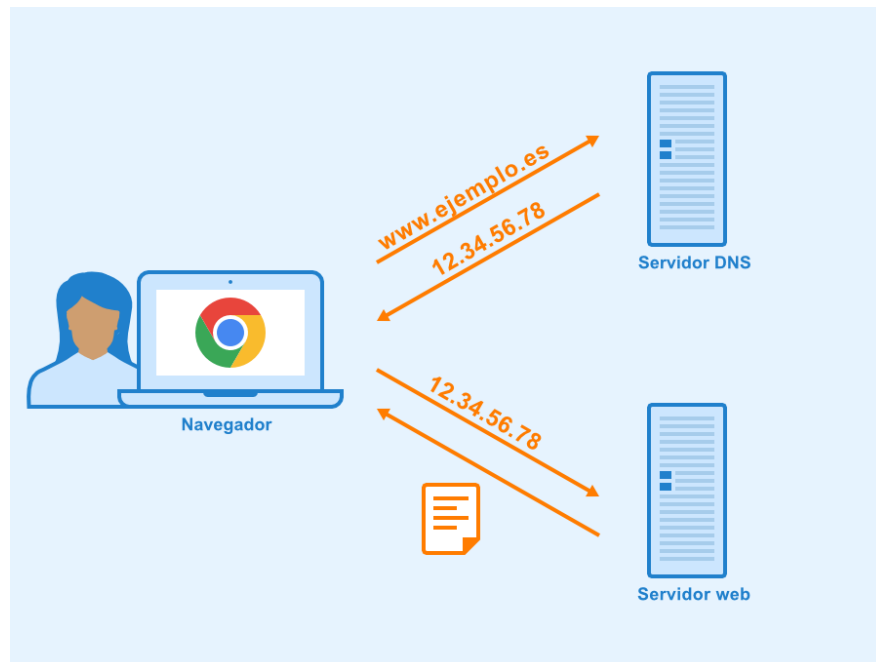 www.ejemplo.es
12.34.56.78
Servidor DNS
Navegador
12.34.56.78
Servidor web